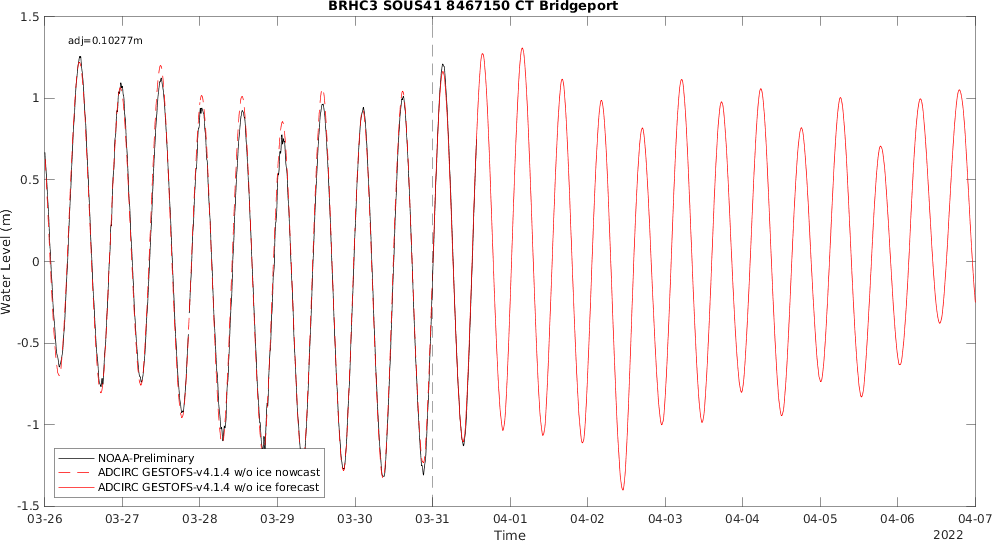 BRHC3 SOUS41 8467150 CT Bridgeport
1.5
adj=0.10277m
1
0.5
0
-0.5
-1
-1.5
Water Level (m)
NOAA-Preliminary
ADCIRC GESTOFS-v4.1.4 w/o ice nowcast
ADCIRC GESTOFS-v4.1.4 w/o ice forecast
03-26 03-27 03-28 03-29 03-30 03-31 04-01 04-02 04-03 04-04 04-05 04-06 04-07
Time
2022